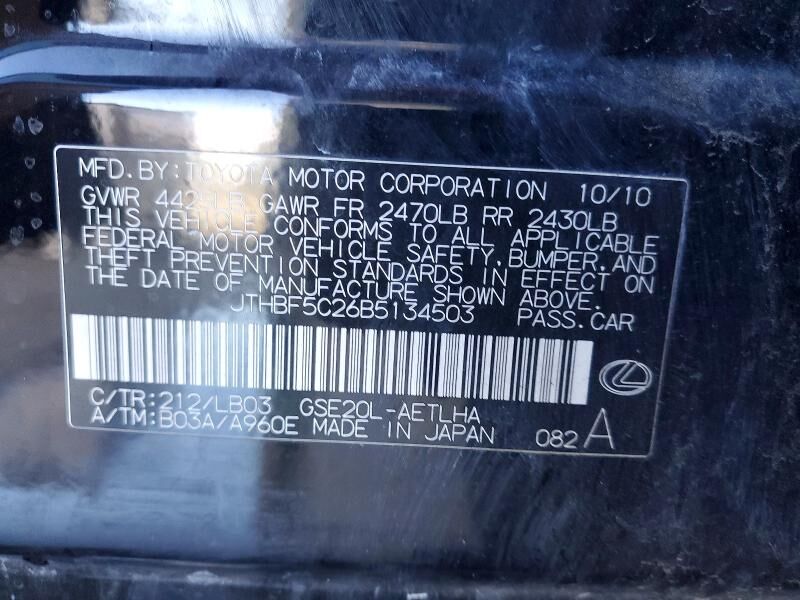 MFD.BY:TOYOTA MOTOR CORPORATION 10/10
GVWR GAWR FR 2470LB RR 2430LB
THIS VEHICLE CONFORMS TO ALL APPLICABLE
FEDERAL MOTOR VEHICLE SAFETY,BUMPER,AND
THEFT PREVENTION STANDARDS IN EFFECT ON
THE DATE OF MANUFACTURE SHOWN ABOVE.
JTHBF5C26B5134503 PASS.CAR
C/TR:212/LB03 GSE20L-AETLHA
A/TM:B03A/A960E MADE IN JAPAN 082 A